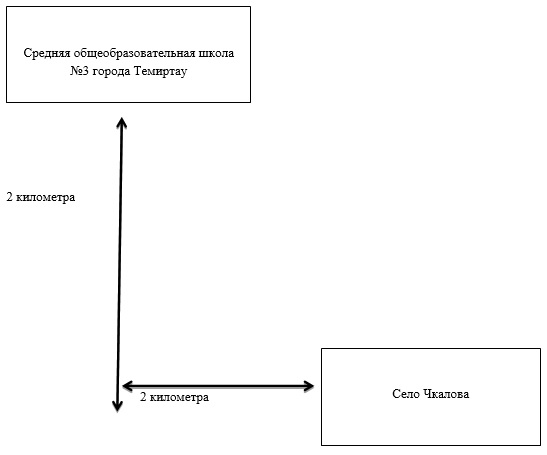 Средняя общеобразовательная школа
№3 города Темиртау
2 километра
Село Чкалова
2 километра